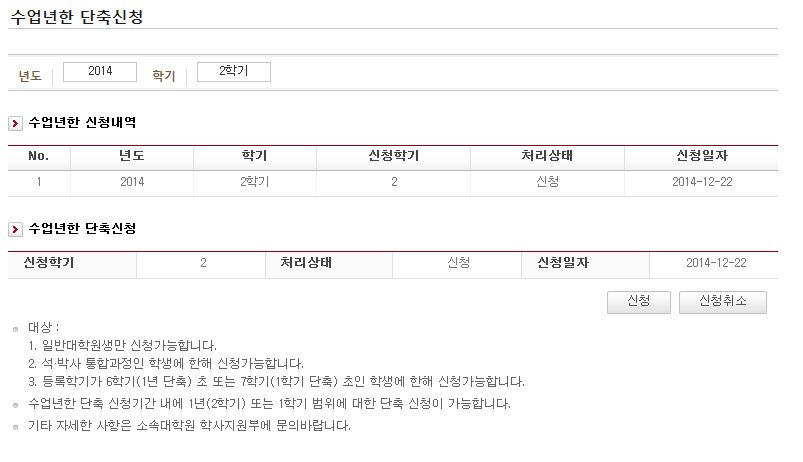 수업년한 단축신청
년도 2014 학기 2학기
수업년한 신청내역
No. 년도 학기 신청학기 처리상태 신청일자
1 2014 2학기 2 신청 2014-12-22
수업년한 단축신청
신청학기 2 처리상태 신청 신청일자 2014-12-22
신청 신청취소
대상 :
1. 일반대학원생만 신청가능합니다.
2. 석·박사 통합과정인 학생에 한해 신청가능합니다.
3. 등록학기가 6학기(1년 단축) 초 또는 7학기(1학기 단축) 초인 학생에 한해 신청가능합니다.
수업년한 단축 신청기간 내에 1년(2학기) 또는 1학기 범위에 대한 단축 신청이 가능합니다.
기타 자세한 사항은 소속대학원 학사지원부에 문의바랍니다.